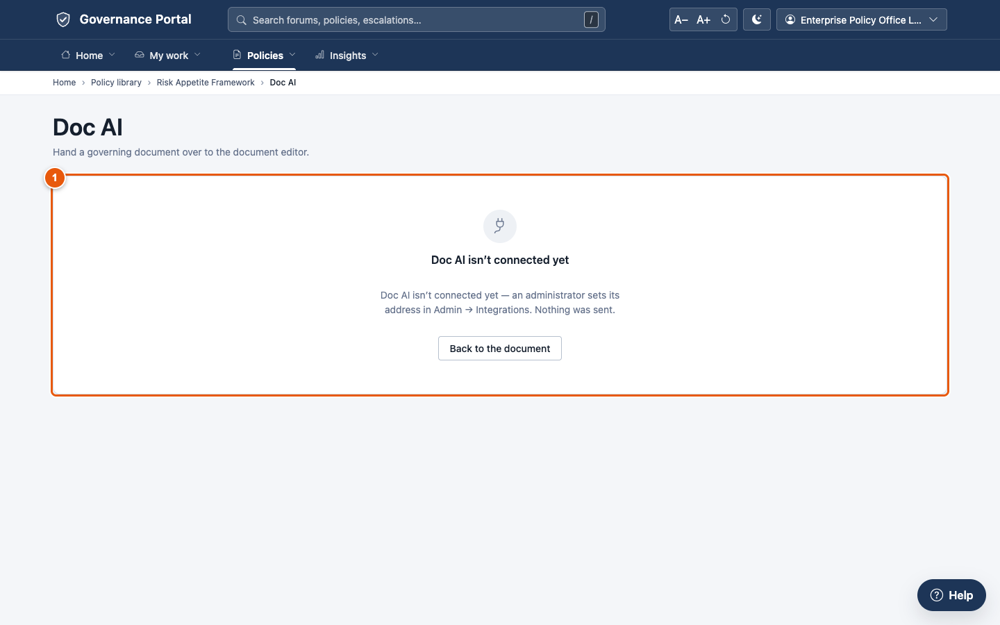 Governance Portal
Search forums, policies, escalations...
/
A− A+
Enterprise Policy Office L...
Home
My work
Policies
Insights
Home › Policy library › Risk Appetite Framework › Doc AI
Doc AI
Hand a governing document over to the document editor.
1
Doc AI isn’t connected yet
Doc AI isn’t connected yet — an administrator sets its
address in Admin → Integrations. Nothing was sent.
Back to the document
? Help